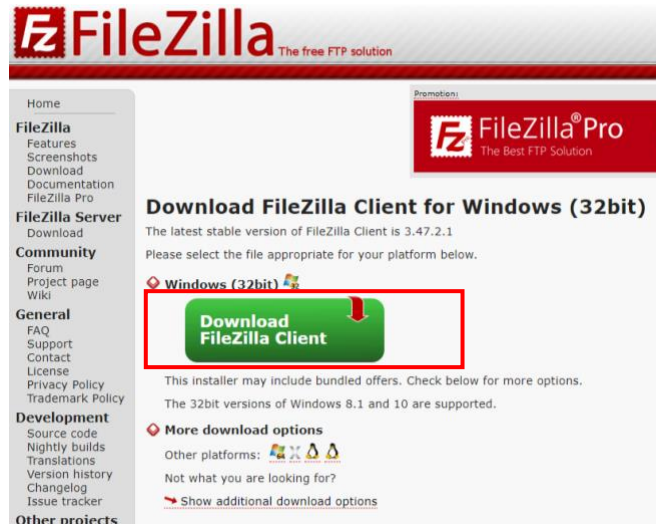 FileZilla The free FTP solution
Home
FileZilla
Features
Screenshots
Download
Documentation
FileZilla Pro
FileZilla Server
Download
Community
Forum
Project page
Wiki
General
FAQ
Support
Contact
License
Privacy Policy
Trademark Policy
Development
Source code
Nightly builds
Translations
Version history
Changelog
Issue tracker
Other projects
Promotion:
Fz FileZilla® Pro
The Best FTP Solution
Download FileZilla Client for Windows (32bit)
The latest stable version of FileZilla Client is 3.47.2.1
Please select the file appropriate for your platform below.
Windows (32bit)
Download
FileZilla Client
This installer may include bundled offers. Check below for more options.
The 32bit versions of Windows 8.1 and 10 are supported.
More download options
Other platforms:
Not what you are looking for?
Show additional download options